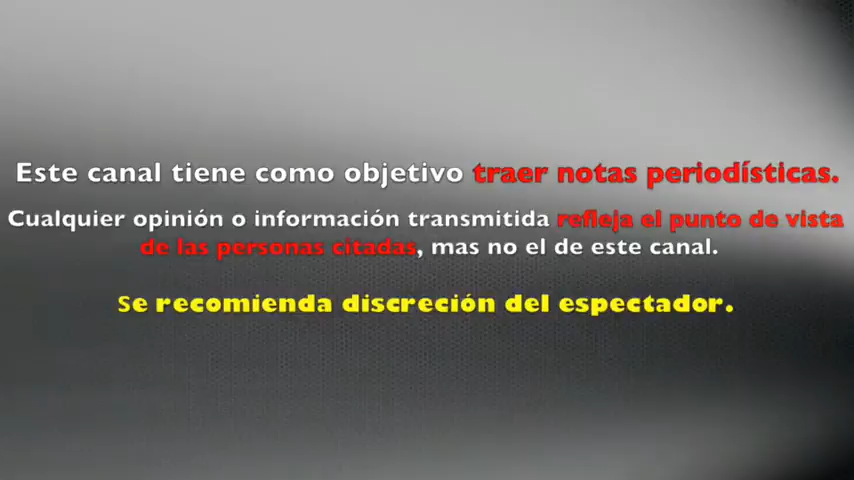 Este canal tiene como objetivo traer notas periodísticas.
Cualquier opinión o información transmitida refleja el punto de vista
de las personas citadas, mas no el de este canal.
Se recomienda discreción del espectador.